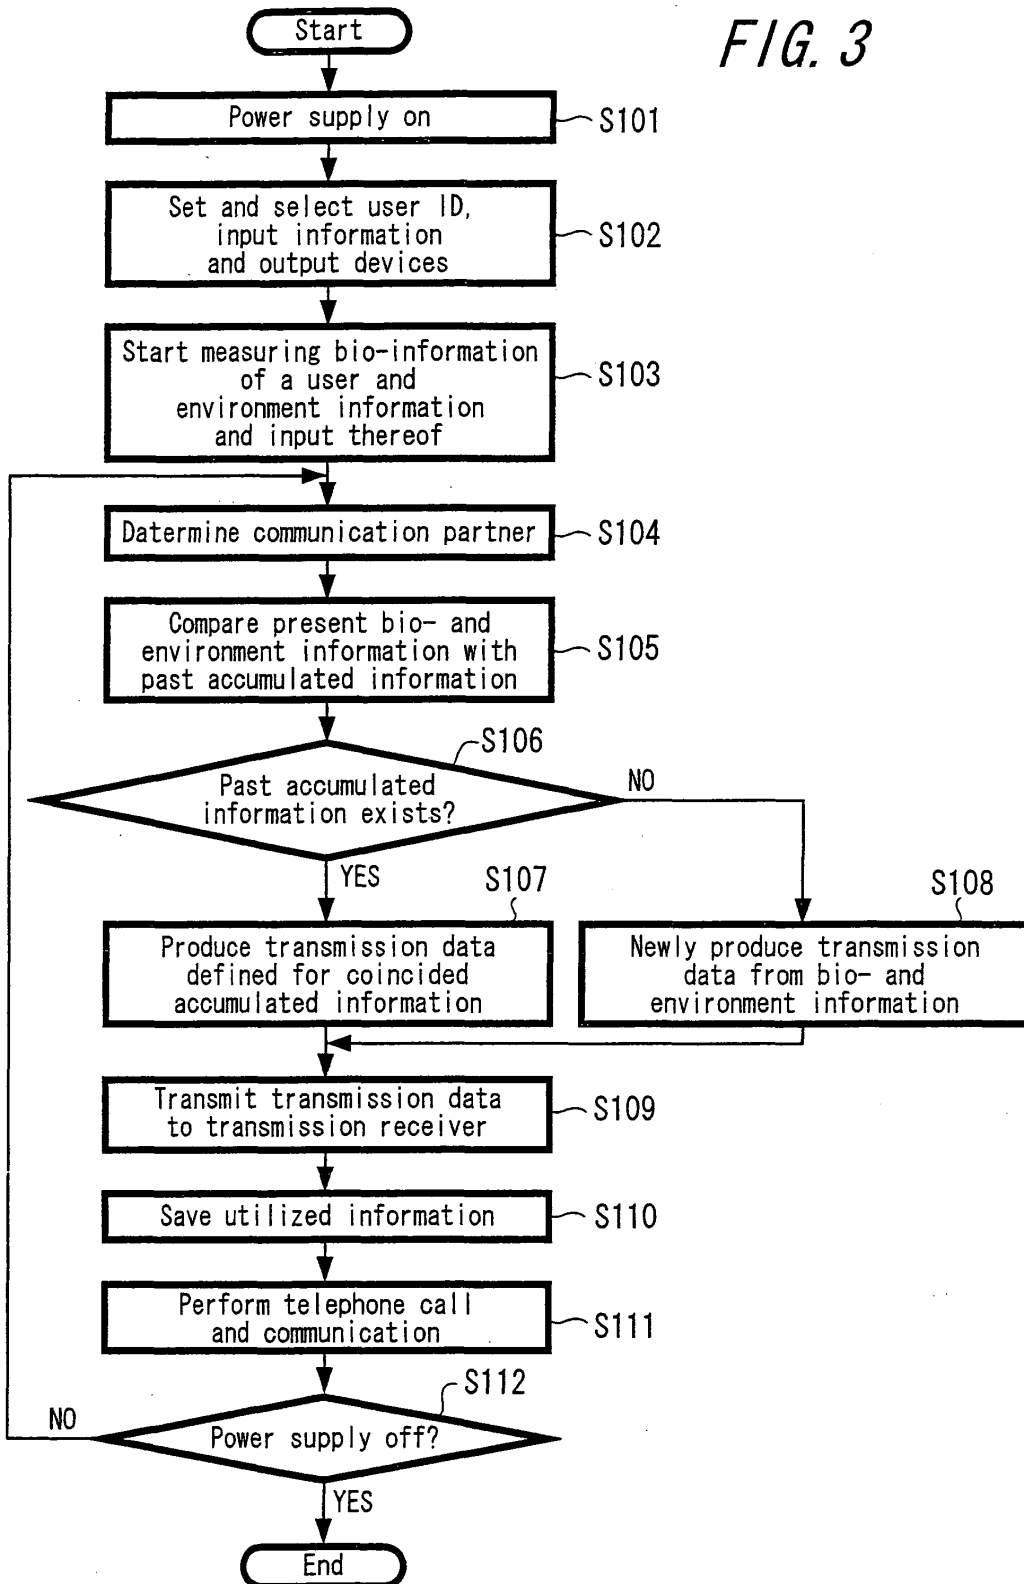 FIG. 3
Start
Power supply on
S101
Set and select user ID,
input information
and output devices
S102
Start measuring bio-information
of a user and
environment information
and input thereof
S103
Datermine communication partner
S104
Compare present bio- and
environment information with
past accumulated information
S105
S106
Past accumulated
information exists?
NO
YES
S107
Produce transmission data
defined for coincided
accumulated information
S108
Newly produce transmission
data from bio- and
environment information
Transmit transmission data
to transmission receiver
S109
Save utilized information
S110
Perform telephone call
and communication
S111
S112
Power supply off?
NO
YES
End